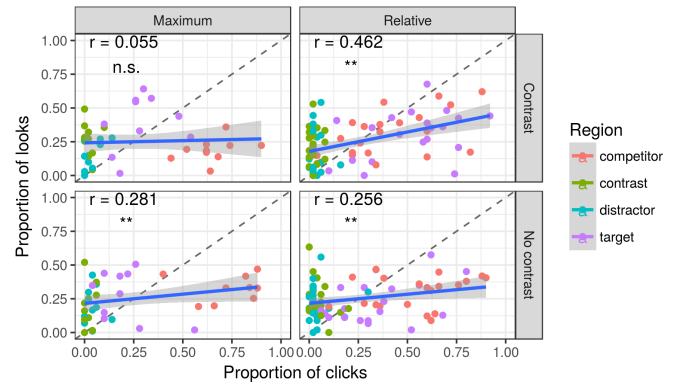 Maximum
Relative
Proportion of looks
1.00
0.75
0.50
0.25
0.00
r = 0.055
n.s.
r = 0.462
**
Contrast
1.00
0.75
0.50
0.25
0.00
r = 0.281
**
r = 0.256
**
No contrast
0.00
0.25
0.50
0.75
1.00
0.00
0.25
0.50
0.75
1.00
Proportion of clicks
Region
competitor
contrast
distractor
target